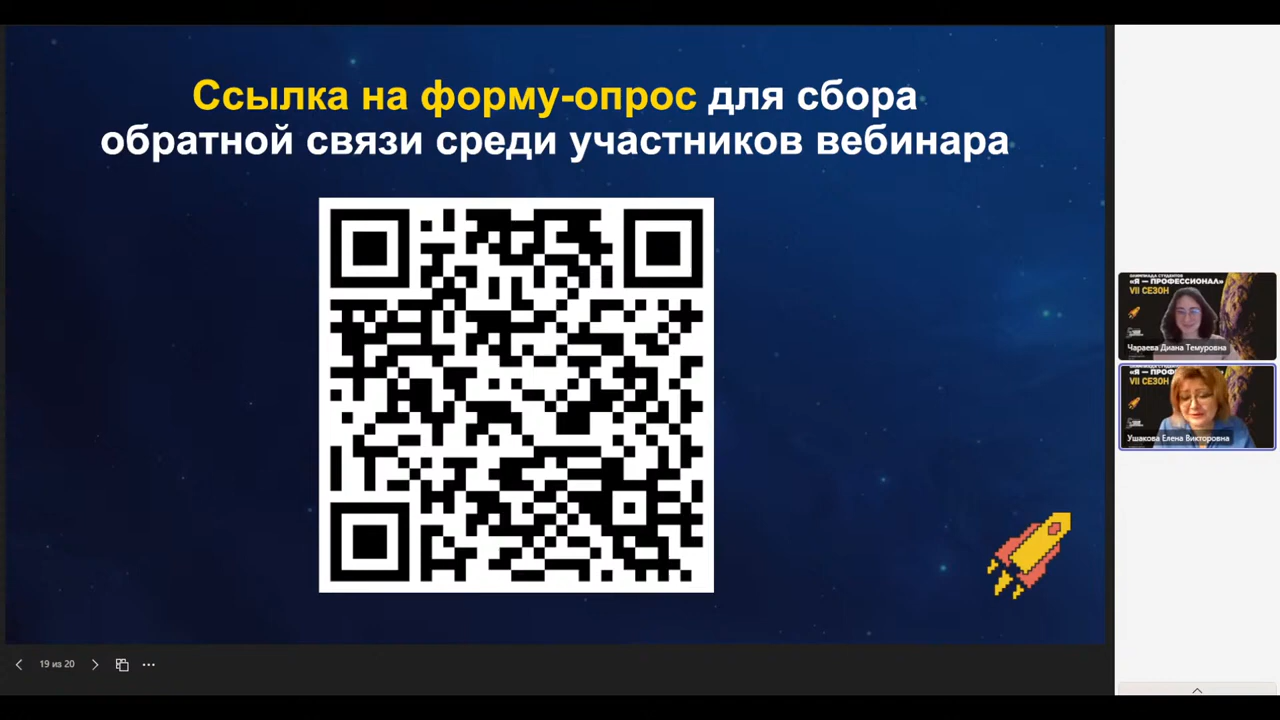 Ссылка на форму-опрос для сбора
обратной связи среди участников вебинара
«Я — ПРОФЕССИОНАЛ»
VII СЕЗОН
Чараева Диана Темуровна
VII СЕЗОН
Ушакова Елена Викторовна
19 из 20